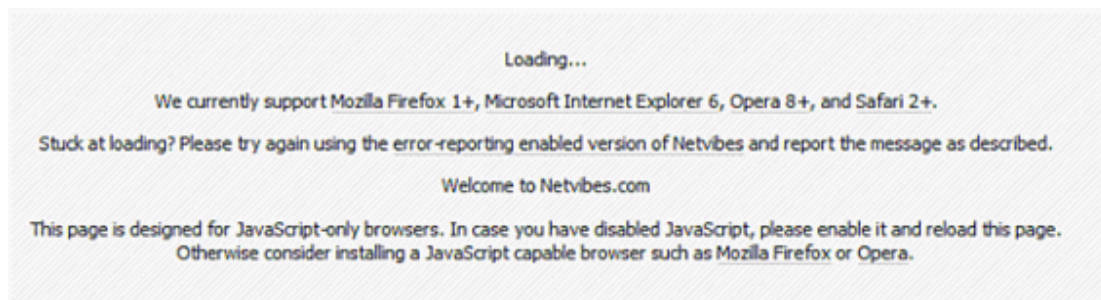 Loading...
We currently support Mozilla Firefox 1+, Microsoft Internet Explorer 6, Opera 8+, and Safari 2+.
Stuck at loading? Please try again using the error-reporting enabled version of Netvibes and report the message as described.
Welcome to Netvibes.com
This page is designed for JavaScript-only browsers. In case you have disabled JavaScript, please enable it and reload this page.
Otherwise consider installing a JavaScript capable browser such as Mozilla Firefox or Opera.